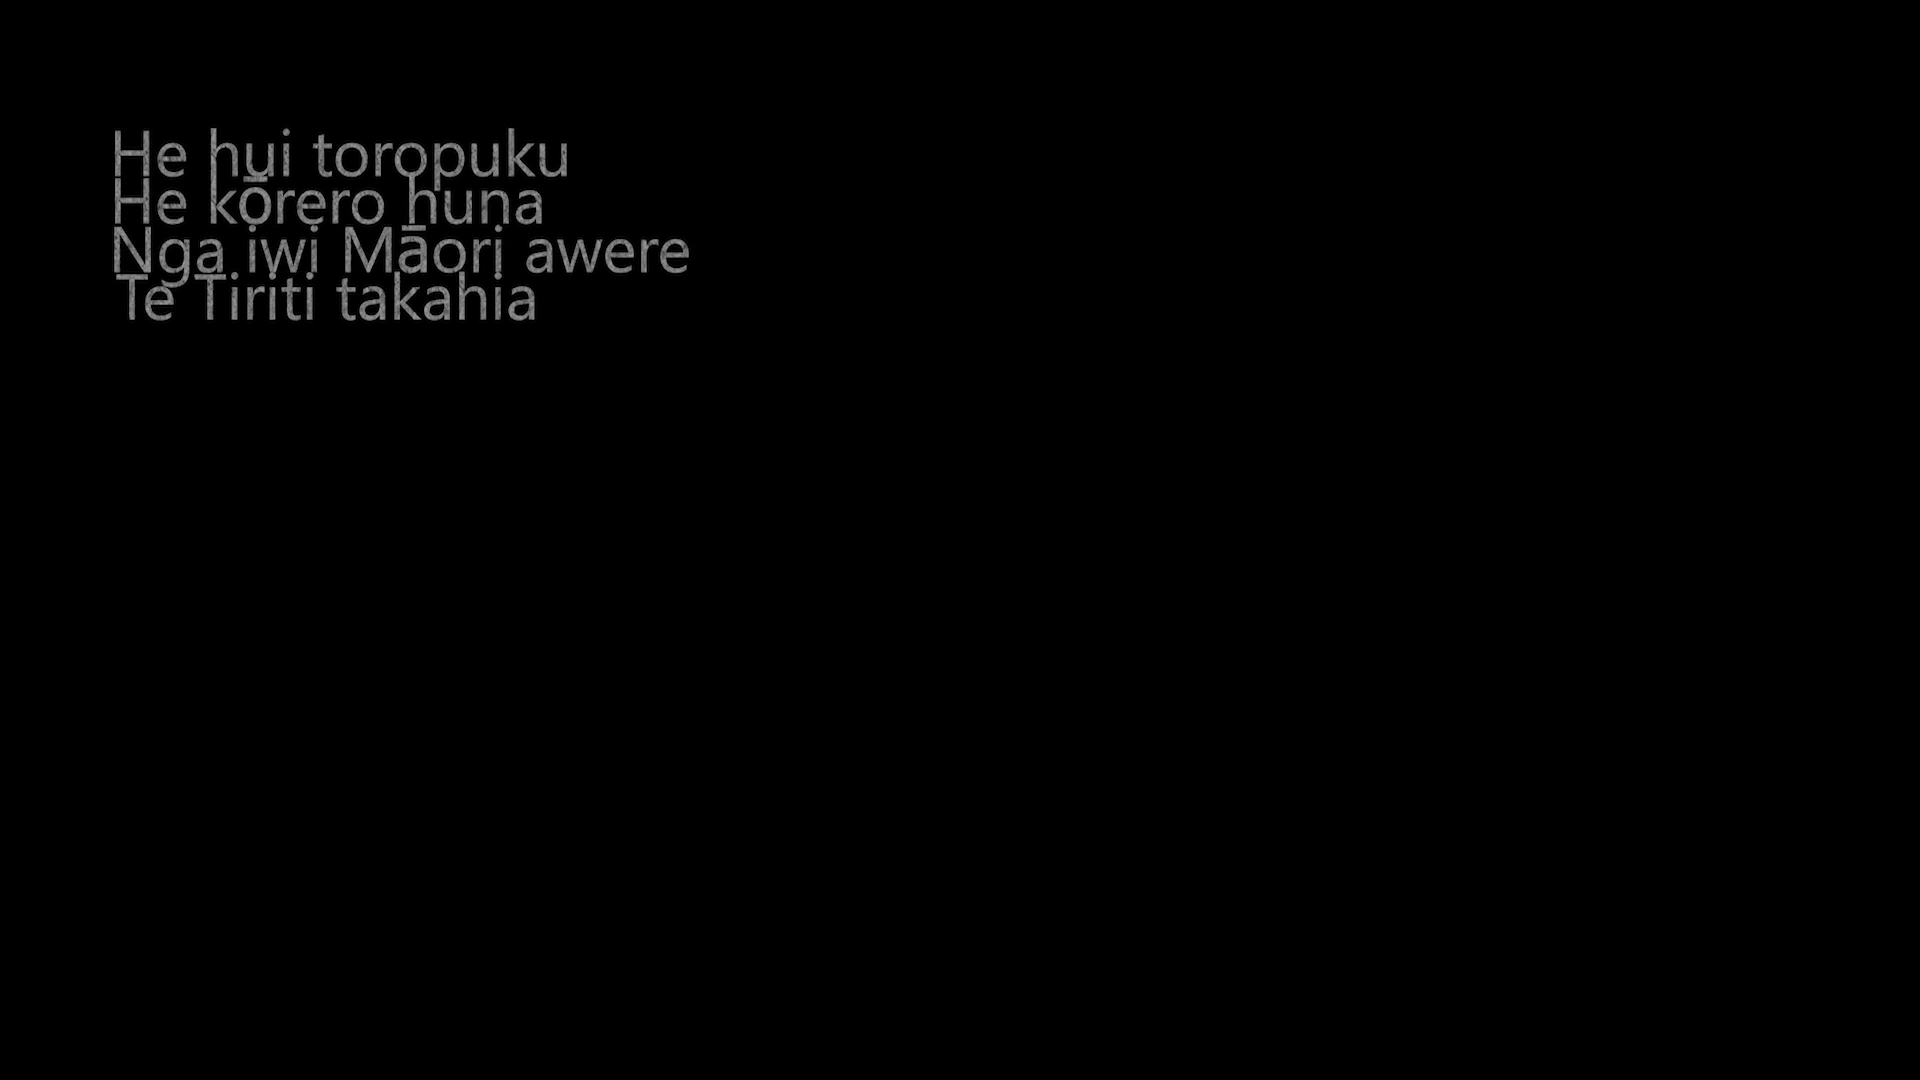 He hui toropuku
He kōrero huna
Nga iwi Māori awere
Te Tiriti takahia